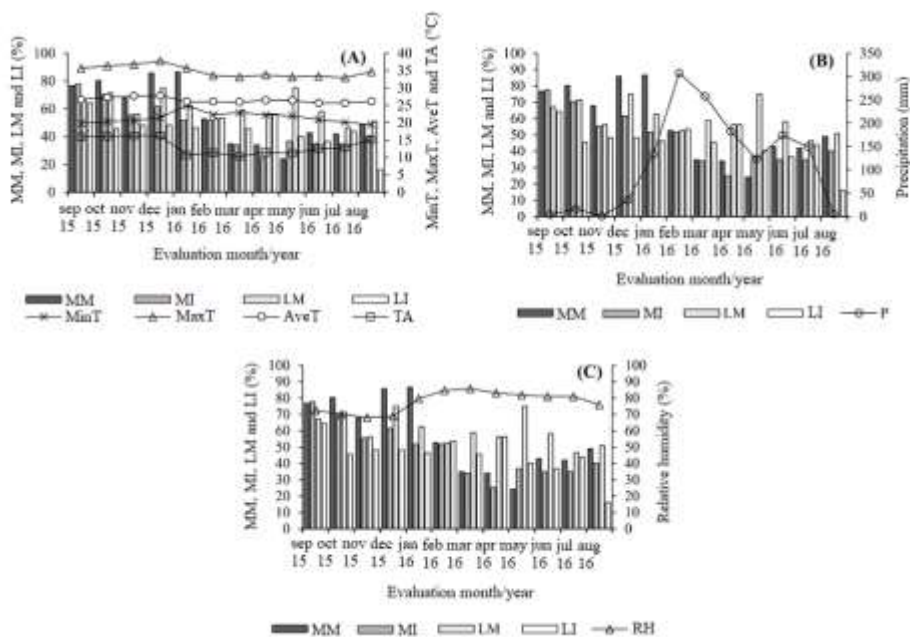 (A)
MM, MI, LM and LI (%)
100
80
60
40
20
0
MinT, MaxT, AveT and TA (°C)
40
35
30
25
20
15
10
5
0
sep oct nov dec jan feb mar apr may jun jul aug
15 15 15 15 16 16 16 16 16 16 16 16
Evaluation month/year
MM MI LM LI
MinT MaxT AveT TA
(B)
MM, MI, LM and LI (%)
100
90
80
70
60
50
40
30
20
10
0
Precipitation (mm)
350
300
250
200
150
100
50
0
sep oct nov dec jan feb mar apr may jun jul aug
15 15 15 15 16 16 16 16 16 16 16 16
Evaluation month/year
MM MI LM LI P
(C)
MM, MI, LM and LI (%)
100
90
80
70
60
50
40
30
20
10
0
Relative humidity (%)
100
90
80
70
60
50
40
30
20
10
0
sep oct nov dec jan feb mar apr may jun jul aug
15 15 15 15 16 16 16 16 16 16 16 16
Evaluation month/year
MM MI LM LI RH